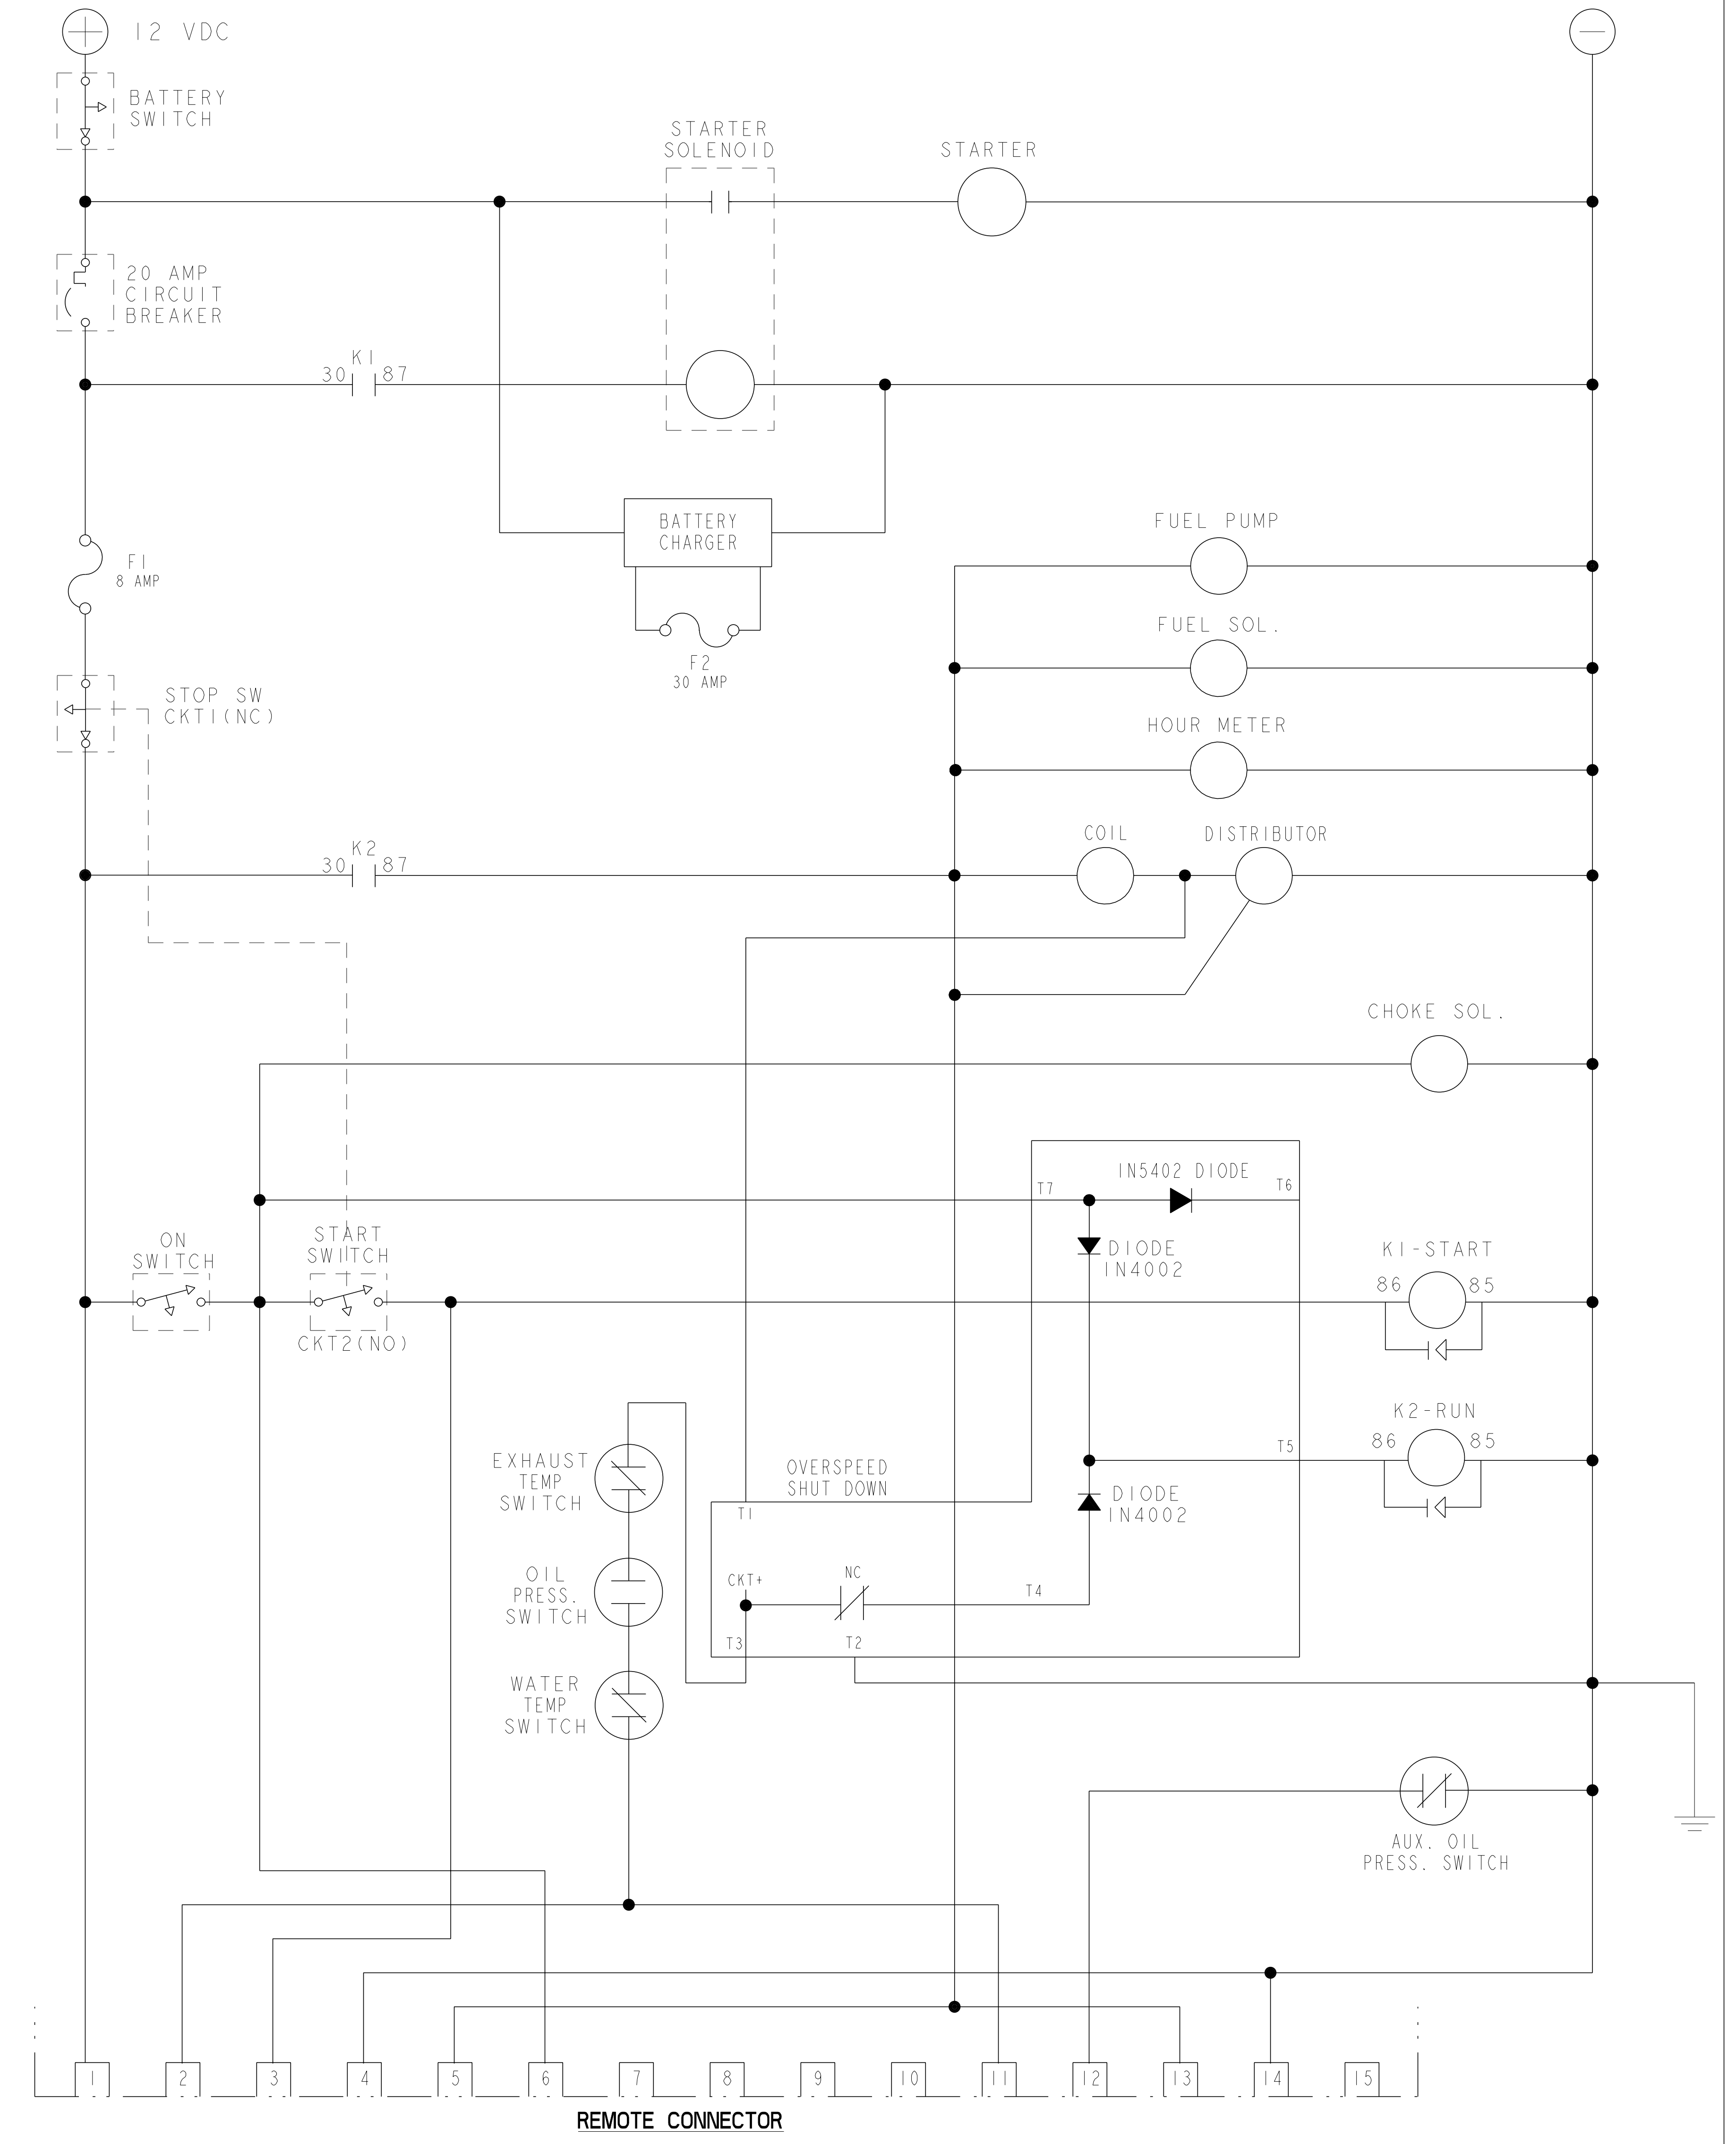 12 VDC
BATTERY
SWITCH
STARTER
SOLENOID
STARTER
20 AMP
CIRCUIT
BREAKER
K1
30 87
BATTERY
CHARGER
F1
8 AMP
F2
30 AMP
FUEL PUMP
FUEL SOL.
STOP SW
CKT1(NC)
HOUR METER
K2
30 87
COIL
DISTRIBUTOR
CHOKE SOL.
IN5402 DIODE
T7
T6
ON
SWITCH
START
SWITCH
CKT2(NO)
DIODE
IN4002
K1-START
86 85
K2-RUN
86 85
T5
EXHAUST
TEMP
SWITCH
OVERSPEED
SHUT DOWN
T1
DIODE
IN4002
OIL
PRESS.
SWITCH
CKT+
NC
T4
T3
T2
WATER
TEMP
SWITCH
AUX. OIL
PRESS. SWITCH
1 2 3 4 5 6 7 8 9 10 11 12 13 14 15
REMOTE CONNECTOR